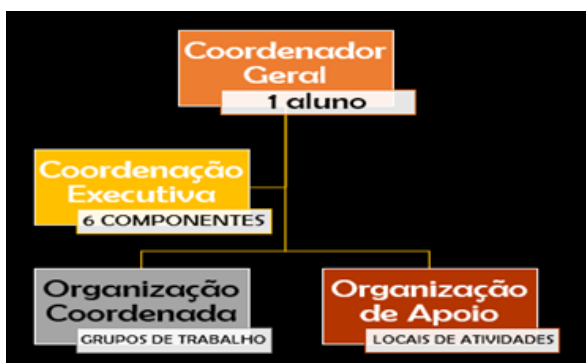 Coordenador
Geral
1 aluno
Coordenação
Executiva
6 COMPONENTES
Organização
Coordenada
GRUPOS DE TRABALHO
Organização
de Apoio
LOCAIS DE ATIVIDADES